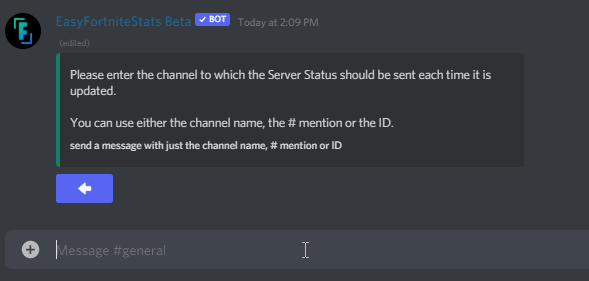 EasyFortniteStats Beta ✓ BOT Today at 2:09 PM
(edited)
Please enter the channel to which the Server Status should be sent each time it is
updated.
You can use either the channel name, the # mention or the ID.
send a message with just the channel name, # mention or ID
Message #general